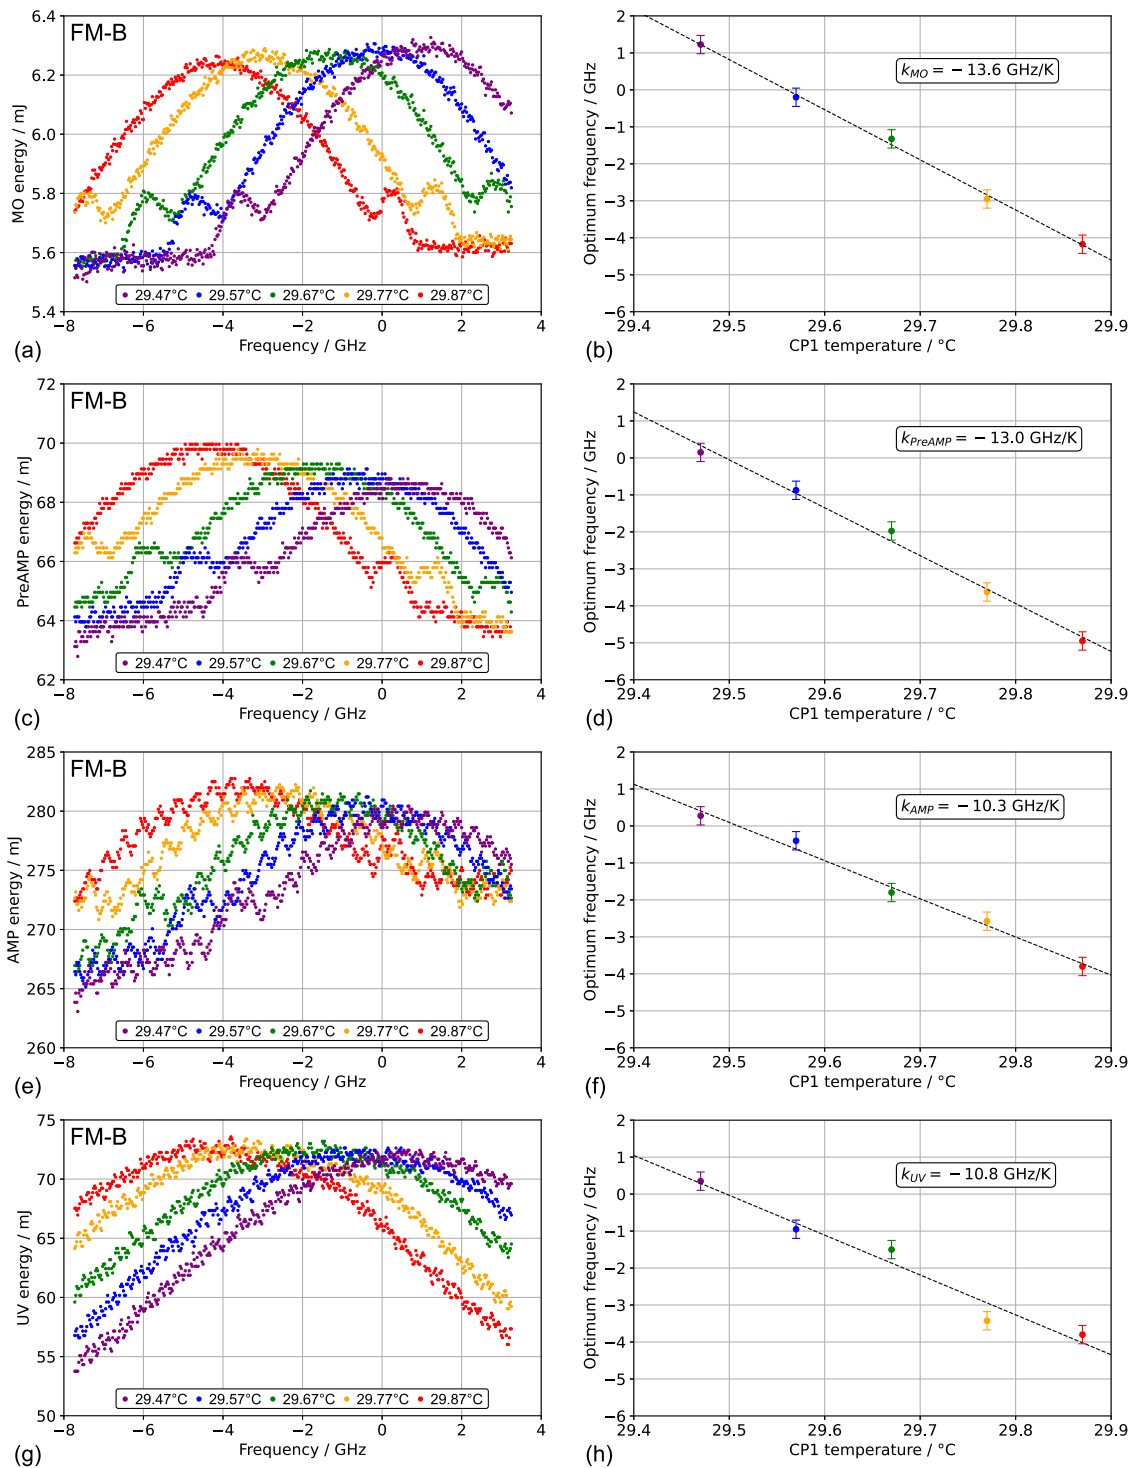 FM-B
MO energy / mJ
6.4
6.2
6.0
5.8
5.6
5.4
29.47°C 29.57°C 29.67°C 29.77°C 29.87°C
−8 −6 −4 −2 0 2 4
(a) Frequency / GHz
Optimum frequency / GHz
2
1
0
−1
−2
−3
−4
−5
−6
k_MO = − 13.6 GHz/K
29.4 29.5 29.6 29.7 29.8 29.9
(b) CP1 temperature / °C
FM-B
PreAMP energy / mJ
72
70
68
66
64
62
29.47°C 29.57°C 29.67°C 29.77°C 29.87°C
−8 −6 −4 −2 0 2 4
(c) Frequency / GHz
Optimum frequency / GHz
2
1
0
−1
−2
−3
−4
−5
−6
k_PreAMP = − 13.0 GHz/K
29.4 29.5 29.6 29.7 29.8 29.9
(d) CP1 temperature / °C
FM-B
AMP energy / mJ
285
280
275
270
265
260
29.47°C 29.57°C 29.67°C 29.77°C 29.87°C
−8 −6 −4 −2 0 2 4
(e) Frequency / GHz
Optimum frequency / GHz
2
1
0
−1
−2
−3
−4
−5
−6
k_AMP = − 10.3 GHz/K
29.4 29.5 29.6 29.7 29.8 29.9
(f) CP1 temperature / °C
FM-B
UV energy / mJ
75
70
65
60
55
50
29.47°C 29.57°C 29.67°C 29.77°C 29.87°C
−8 −6 −4 −2 0 2 4
(g) Frequency / GHz
Optimum frequency / GHz
2
1
0
−1
−2
−3
−4
−5
−6
k_UV = − 10.8 GHz/K
29.4 29.5 29.6 29.7 29.8 29.9
(h) CP1 temperature / °C